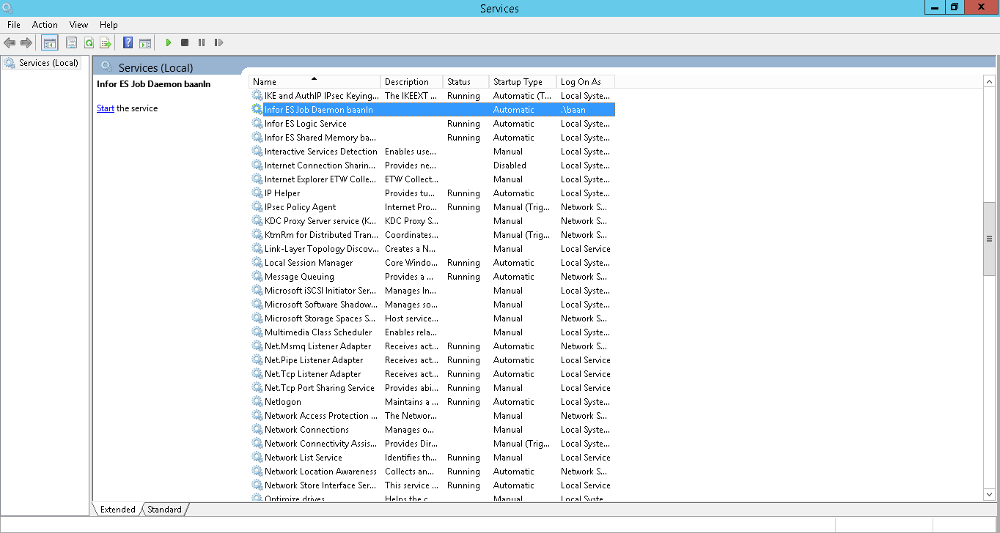 Services
File Action View Help
Services (Local)
Services (Local)
Infor ES Job Daemon baanln
Start the service
Name Description Status Startup Type Log On As
IKE and AuthIP IPsec Keying... The IKEEXT ... Running Automatic (T... Local Syste...
Infor ES Job Daemon baanln Automatic .\baan
Infor ES Logic Service Running Automatic Local Syste...
Infor ES Shared Memory ba... Running Automatic Local Syste...
Interactive Services Detection Enables use... Manual Local Syste...
Internet Connection Sharin... Provides ne... Disabled Local Syste...
Internet Explorer ETW Colle... ETW Collect... Manual Local Syste...
IP Helper Provides tu... Running Automatic Local Syste...
IPsec Policy Agent Internet Pro... Running Manual (Trig... Network S...
KDC Proxy Server service (K... KDC Proxy S... Manual Network S...
KtmRm for Distributed Tran... Coordinates... Manual (Trig... Network S...
Link-Layer Topology Discov... Creates a N... Manual Local Service
Local Session Manager Core Windo... Running Automatic Local Syste...
Message Queuing Provides a ... Running Automatic Network S...
Microsoft iSCSI Initiator Ser... Manages In... Manual Local Syste...
Microsoft Software Shadow... Manages so... Manual Local Syste...
Microsoft Storage Spaces S... Host service... Manual Network S...
Multimedia Class Scheduler Enables rela... Manual Local Syste...
Net.Msmq Listener Adapter Receives act... Running Automatic Network S...
Net.Pipe Listener Adapter Receives act... Running Automatic Local Service
Net.Tcp Listener Adapter Receives act... Running Automatic Local Service
Net.Tcp Port Sharing Service Provides abi... Running Manual Local Service
Netlogon Maintains a ... Running Automatic Local Syste...
Network Access Protection ... The Networ... Manual Network S...
Network Connections Manages o... Manual Local Syste...
Network Connectivity Assis... Provides Dir... Manual (Trig... Local Syste...
Network List Service Identifies th... Running Manual Local Service
Network Location Awareness Collects an... Running Automatic Network S...
Network Store Interface Ser... This service ... Running Automatic Local Service
Optimize drives Helps the c... Manual Local Syste...
Extended Standard